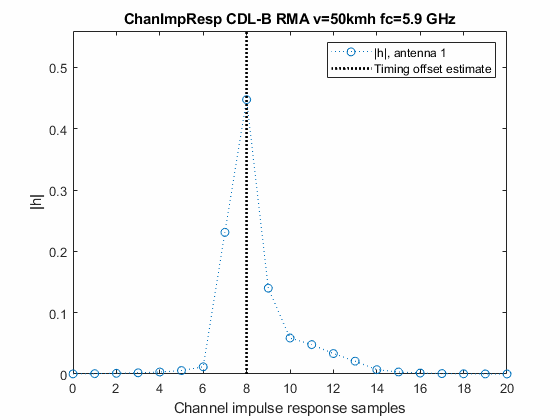 ChanImpResp CDL-B RMA v=50kmh fc=5.9 GHz
|h|, antenna 1
Timing offset estimate
0.5
0.4
0.3
0.2
0.1
0
|h|
0 2 4 6 8 10 12 14 16 18 20
Channel impulse response samples